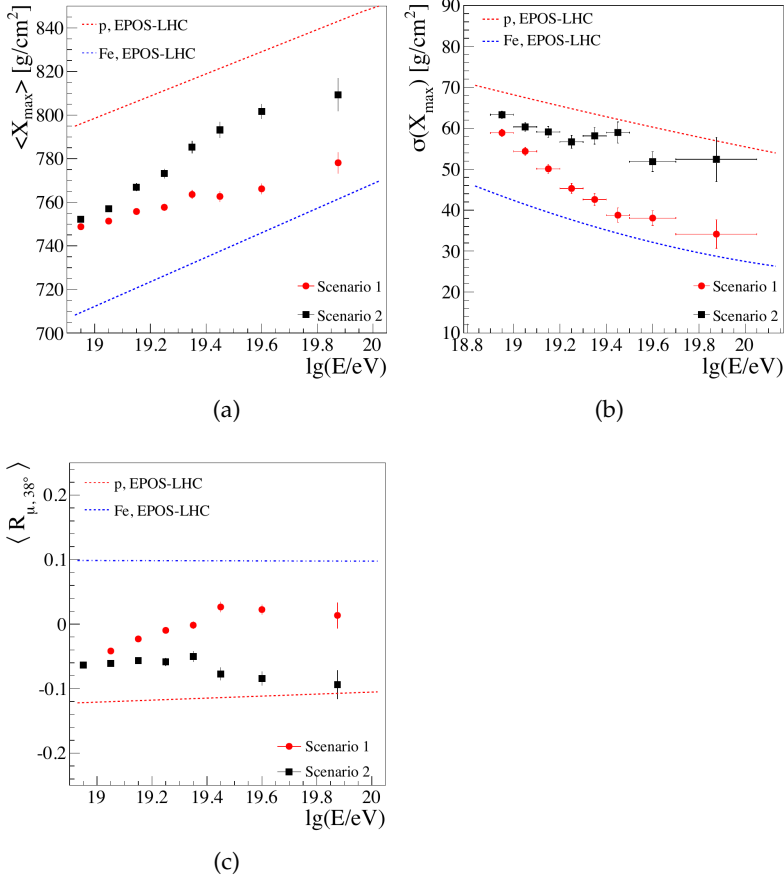 <X_max> [g/cm²]
850
840
820
800
780
760
740
720
700
p, EPOS-LHC
Fe, EPOS-LHC
Scenario 1
Scenario 2
19 19.2 19.4 19.6 19.8 20
lg(E/eV)
(a)
σ(X_max) [g/cm²]
90
80
70
60
50
40
30
20
10
p, EPOS-LHC
Fe, EPOS-LHC
Scenario 1
Scenario 2
18.8 19 19.2 19.4 19.6 19.8 20
lg(E/eV)
(b)
⟨ R_μ, 38° ⟩
0.2
0.1
0
-0.1
-0.2
p, EPOS-LHC
Fe, EPOS-LHC
Scenario 1
Scenario 2
19 19.2 19.4 19.6 19.8 20
lg(E/eV)
(c)